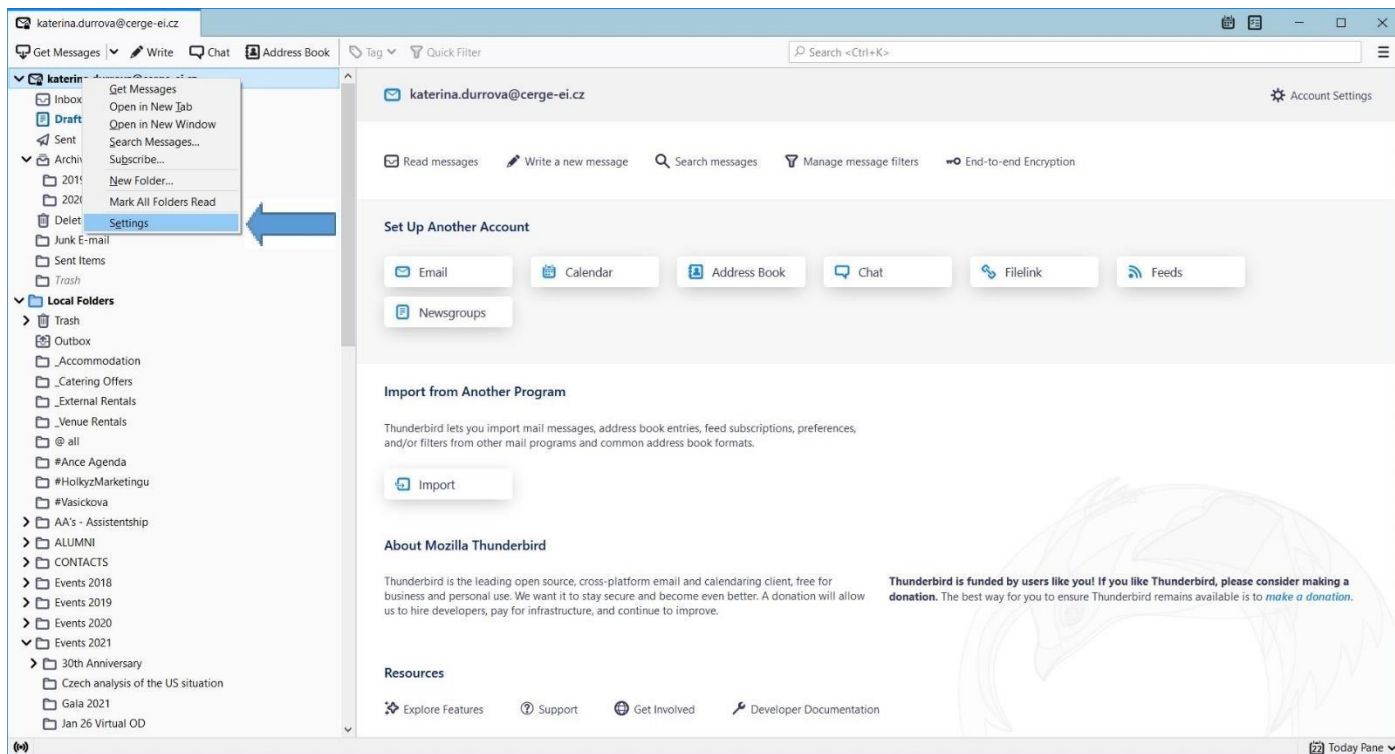 katerina.durrova@cerge-ei.cz
Get Messages Write Chat Address Book Tag Quick Filter Search <Ctrl+K>
Inbox
Draft
Sent
Archiv
2019
2020
Delet
Junk E-mail
Sent Items
Trash
Local Folders
Trash
Outbox
_Accommodation
_Catering Offers
_External Rentals
_Venue Rentals
@ all
#Ance Agenda
#HolkyzMarketingu
#Vasickova
AA's - Assistentship
ALUMNI
CONTACTS
Events 2018
Events 2019
Events 2020
Events 2021
30th Anniversary
Czech analysis of the US situation
Gala 2021
Jan 26 Virtual OD
Get Messages
Open in New Tab
Open in New Window
Search Messages...
Subscribe...
New Folder...
Mark All Folders Read
Settings
katerina.durrova@cerge-ei.cz Account Settings
Read messages Write a new message Search messages Manage message filters End-to-end Encryption
Set Up Another Account
Email Calendar Address Book Chat Filelink Feeds
Newsgroups
Import from Another Program
Thunderbird lets you import mail messages, address book entries, feed subscriptions, preferences,
and/or filters from other mail programs and common address book formats.
Import
About Mozilla Thunderbird
Thunderbird is the leading open source, cross-platform email and calendaring client, free for
business and personal use. We want it to stay secure and become even better. A donation will allow
us to hire developers, pay for infrastructure, and continue to improve.
Thunderbird is funded by users like you! If you like Thunderbird, please consider making a
donation. The best way for you to ensure Thunderbird remains available is to make a donation.
Resources
Explore Features Support Get Involved Developer Documentation
22 Today Pane